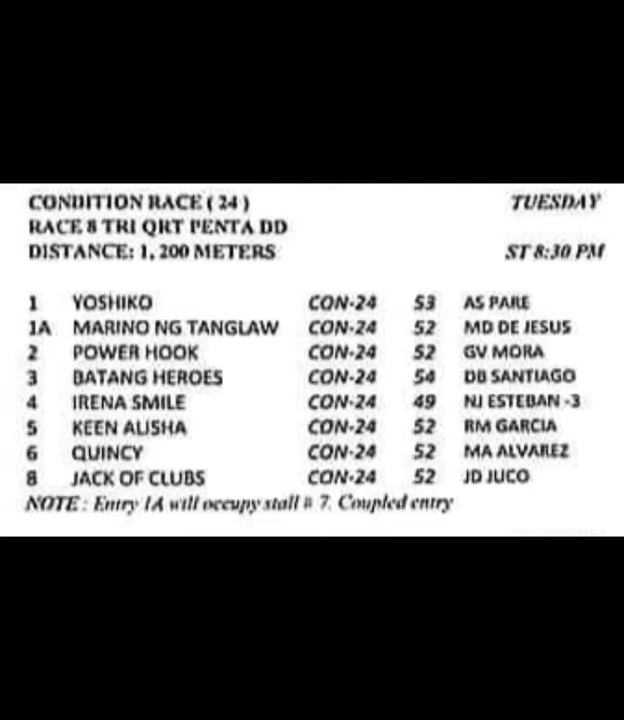 CONDITION RACE ( 24 ) TUESDAY
RACE 8 TRI QRT PENTA DD
DISTANCE: 1, 200 METERS ST 8:30 PM
1 YOSHIKO CON-24 53 AS PARE
1A MARINO NG TANGLAW CON-24 52 MD DE JESUS
2 POWER HOOK CON-24 52 GV MORA
3 BATANG HEROES CON-24 54 DB SANTIAGO
4 IRENA SMILE CON-24 49 NJ ESTEBAN -3
5 KEEN ALISHA CON-24 52 RM GARCIA
6 QUINCY CON-24 52 MA ALVAREZ
8 JACK OF CLUBS CON-24 52 JD JUCO
NOTE : Entry 1A will occupy stall # 7. Coupled entry